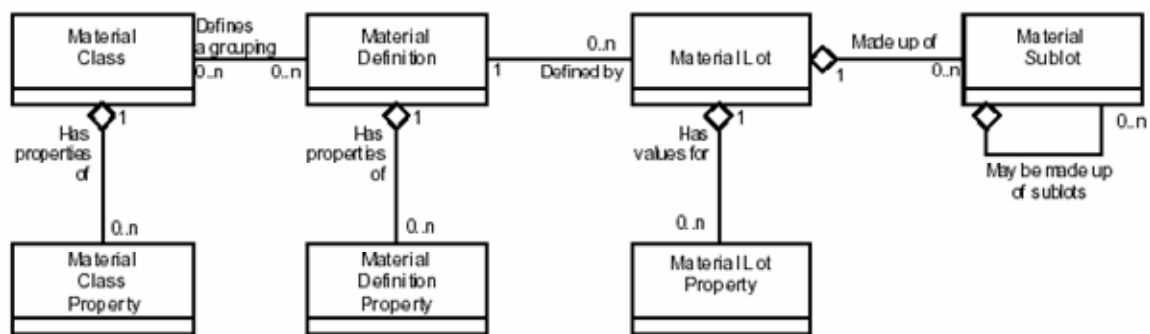 Material
Class
Defines
a grouping
0..n
0..n
Material
Definition
1
0..n
Defined by
Material Lot
Made up of
1
0..n
Material
Sublot
1
Has
properties
of
0..n
1
Has
properties
of
0..n
1
Has
values for
0..n
0..n
May be made up
of sublots
Material
Class
Property
Material
Definition
Property
Material Lot
Property